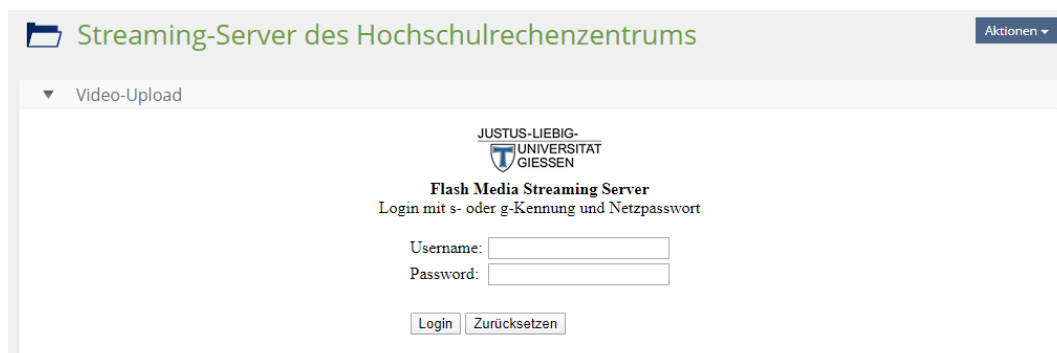 Streaming-Server des Hochschulrechenzentrums
Aktionen
Video-Upload
JUSTUS-LIEBIG-
UNIVERSITAT
GIESSEN
Flash Media Streaming Server
Login mit s- oder g-Kennung und Netzpasswort
Username:
Password:
Login Zurücksetzen